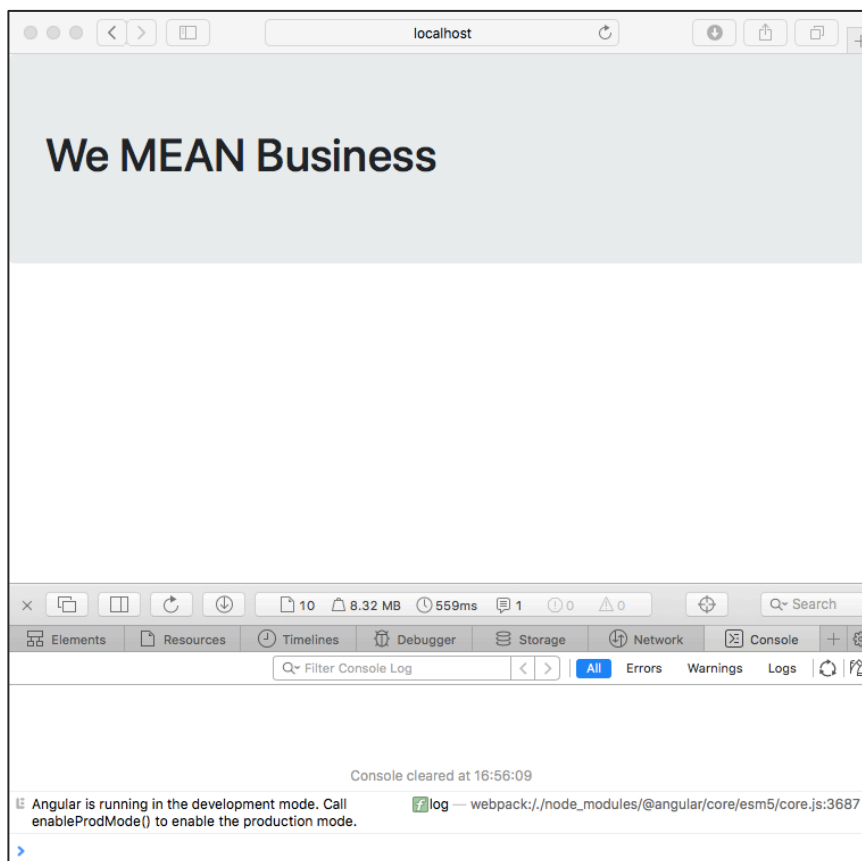 localhost
We MEAN Business
10 8.32 MB 559ms 1 0 0 Search
Elements Resources Timelines Debugger Storage Network Console
Filter Console Log All Errors Warnings Logs
Console cleared at 16:56:09
Angular is running in the development mode. Call f log — webpack:/./node_modules/@angular/core/esm5/core.js:3687
enableProdMode() to enable the production mode.